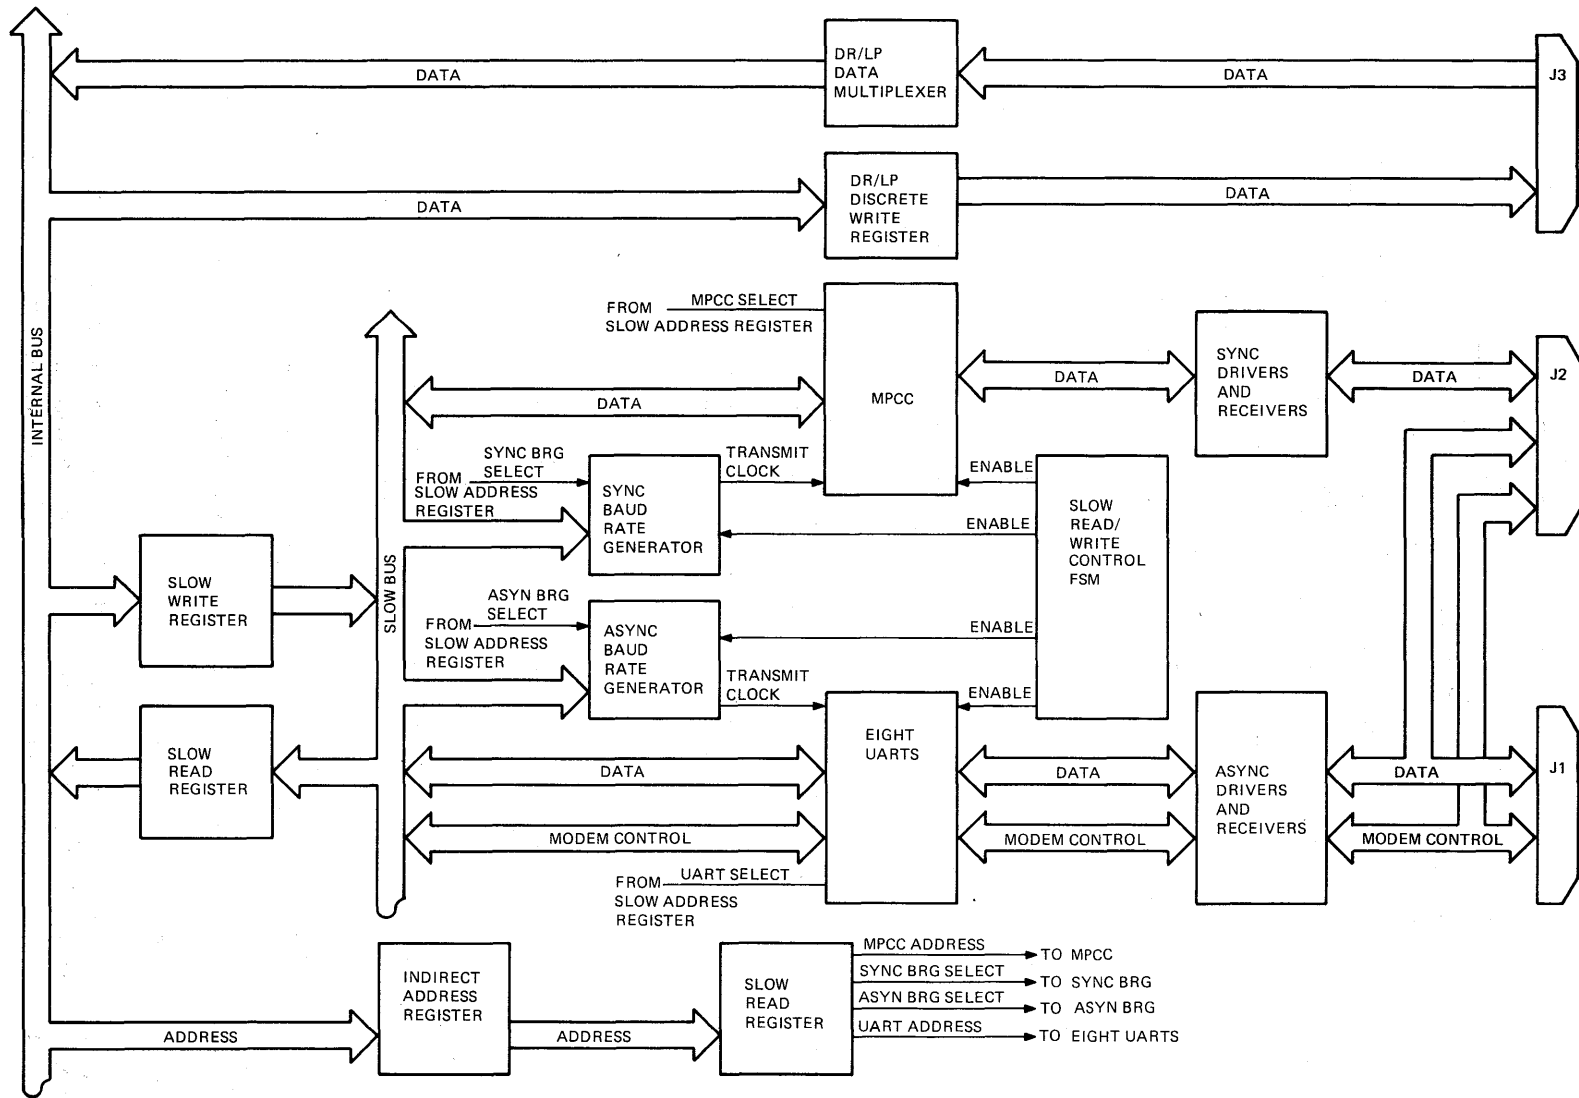 DR/LP
DATA
MULTIPLEXER
DATA
DATA
J3
DR/LP
DISCRETE
WRITE
REGISTER
DATA
DATA
INTERNAL BUS
FROM MPCC SELECT
SLOW ADDRESS REGISTER
MPCC
DATA
DATA
SYNC
DRIVERS
AND
RECEIVERS
DATA
J2
SYNC BRG
SELECT
FROM
SLOW ADDRESS
REGISTER
SYNC
BAUD
RATE
GENERATOR
TRANSMIT
CLOCK
ENABLE
ENABLE
SLOW
READ/
WRITE
CONTROL
FSM
SLOW
WRITE
REGISTER
SLOW BUS
ASYN BRG
SELECT
FROM
SLOW ADDRESS
REGISTER
ASYNC
BAUD
RATE
GENERATOR
ENABLE
TRANSMIT
CLOCK
ENABLE
SLOW
READ
REGISTER
EIGHT
UARTS
DATA
DATA
ASYNC
DRIVERS
AND
RECEIVERS
DATA
J1
MODEM CONTROL
MODEM CONTROL
MODEM CONTROL
FROM UART SELECT
SLOW ADDRESS
REGISTER
INDIRECT
ADDRESS
REGISTER
SLOW
READ
REGISTER
ADDRESS
ADDRESS
MPCC ADDRESS TO MPCC
SYNC BRG SELECT TO SYNC BRG
ASYN BRG SELECT TO ASYN BRG
UART ADDRESS TO EIGHT UARTS